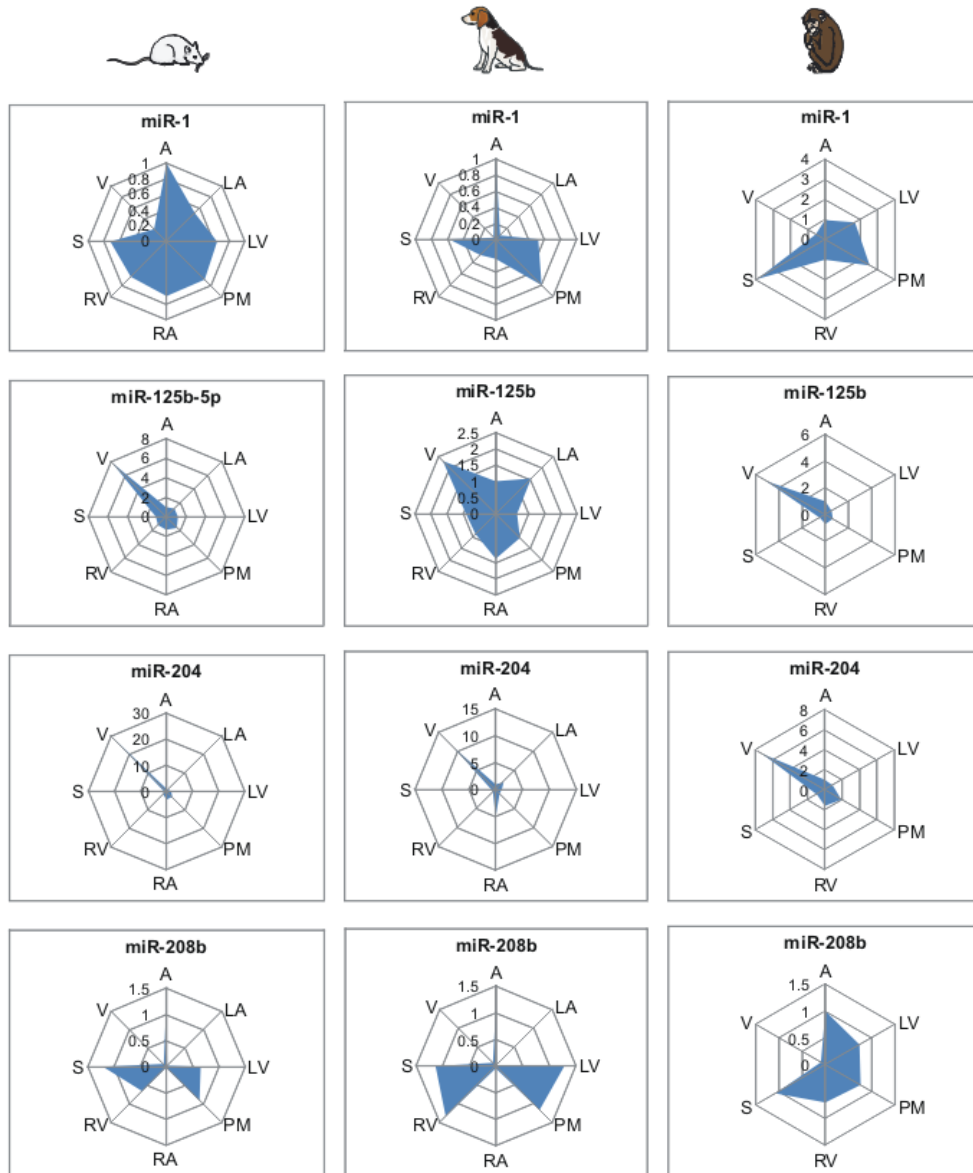 miR-1
A
1
0.8
0.6
0.4
0.2
0
LA
LV
PM
RA
RV
S
V
miR-1
A
1
0.8
0.6
0.4
0.2
0
LA
LV
PM
RA
RV
S
V
miR-1
A
4
3
2
1
0
LV
PM
RV
S
V
miR-125b-5p
A
8
6
4
2
0
LA
LV
PM
RA
RV
S
V
miR-125b
A
2.5
2
1.5
1
0.5
0
LA
LV
PM
RA
RV
S
V
miR-125b
A
6
4
2
0
LV
PM
RV
S
V
miR-204
A
30
20
10
0
LA
LV
PM
RA
RV
S
V
miR-204
A
15
10
5
0
LA
LV
PM
RA
RV
S
V
miR-204
A
8
6
4
2
0
LV
PM
RV
S
V
miR-208b
A
1.5
1
0.5
0
LA
LV
PM
RA
RV
S
V
miR-208b
A
1.5
1
0.5
0
LA
LV
PM
RA
RV
S
V
miR-208b
A
1.5
1
0.5
0
LV
PM
RV
S
V